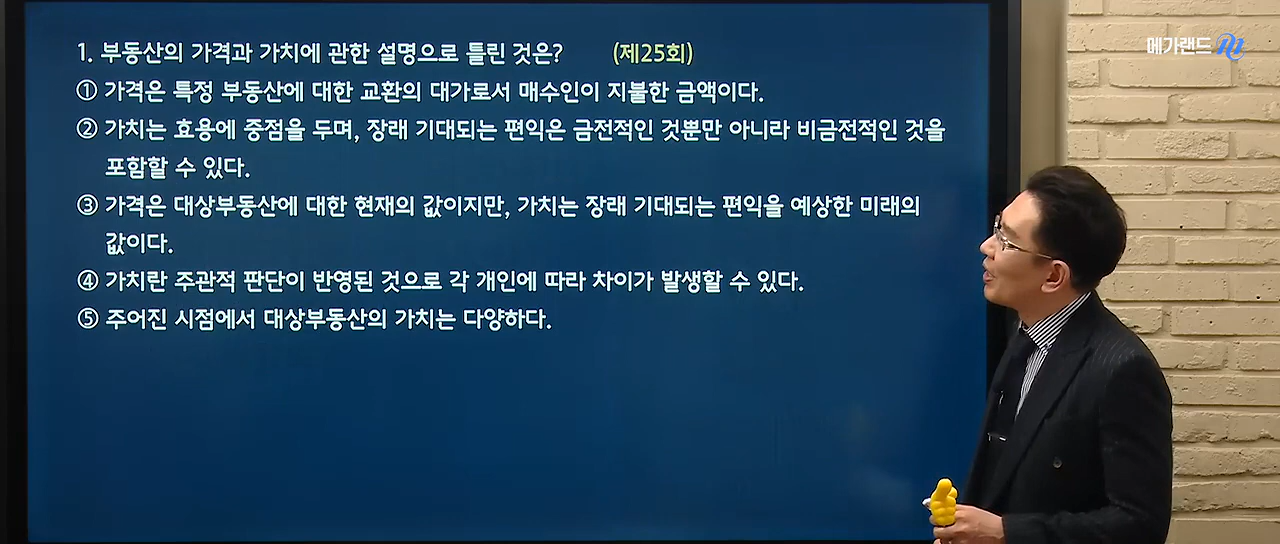 1. 부동산의 가격과 가치에 관한 설명으로 틀린 것은? (제25회)
① 가격은 특정 부동산에 대한 교환의 대가로서 매수인이 지불한 금액이다.
② 가치는 효용에 중점을 두며, 장래 기대되는 편익은 금전적인 것뿐만 아니라 비금전적인 것을
포함할 수 있다.
③ 가격은 대상부동산에 대한 현재의 값이지만, 가치는 장래 기대되는 편익을 예상한 미래의
값이다.
④ 가치란 주관적 판단이 반영된 것으로 각 개인에 따라 차이가 발생할 수 있다.
⑤ 주어진 시점에서 대상부동산의 가치는 다양하다.
메가랜드